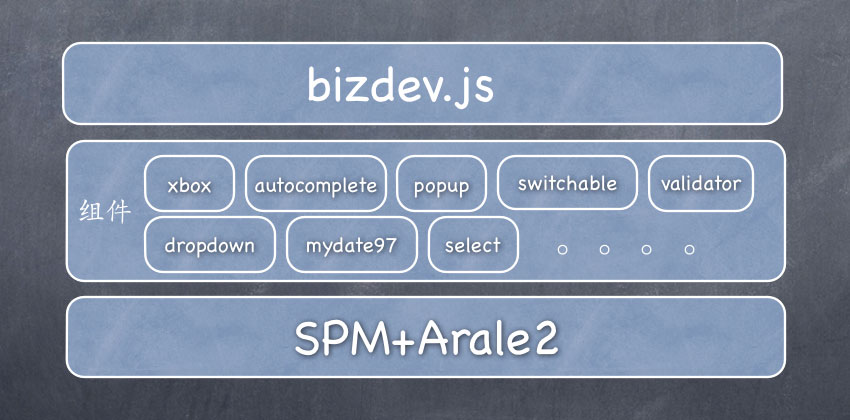 bizdev.js
组件
xbox
autocomplete
popup
switchable
validator
dropdown
mydate97
select
。。。。
SPM+Arale2